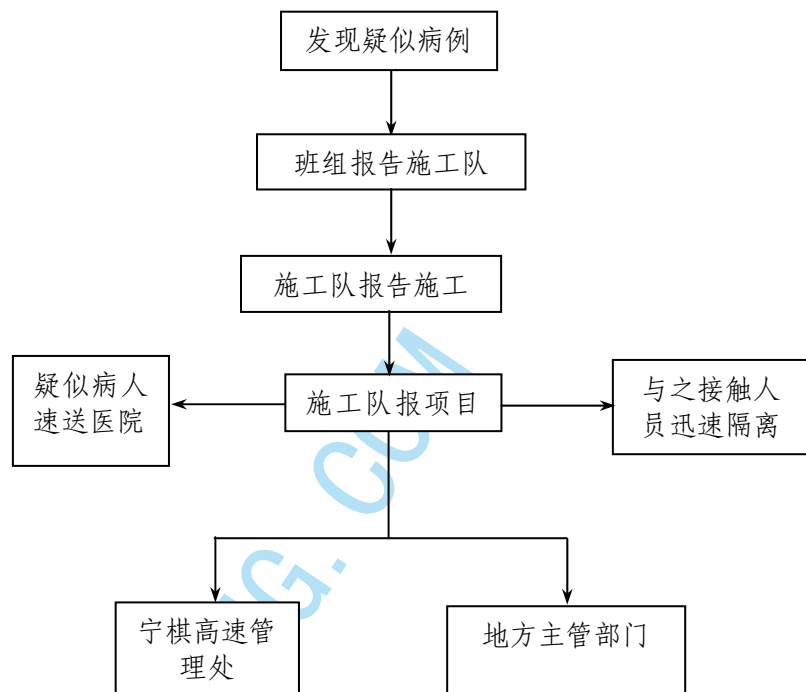 发现疑似病例
班组报告施工队
施工队报告施工
疑似病人
速送医院
施工队报项目
与之接触人
员迅速隔离
宁棋高速管
理处
地方主管部门
G. COM